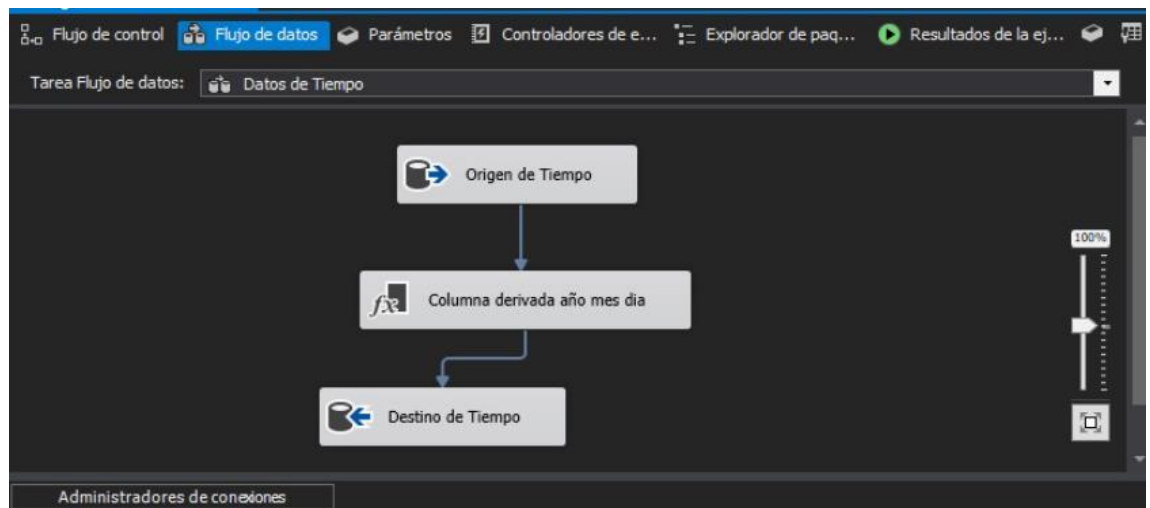 Flujo de control Flujo de datos Parámetros Controladores de e... Explorador de paq... Resultados de la ej...
Tarea Flujo de datos: Datos de Tiempo
Origen de Tiempo
100%
fx Columna derivada año mes dia
Destino de Tiempo
Administradores de conexiones